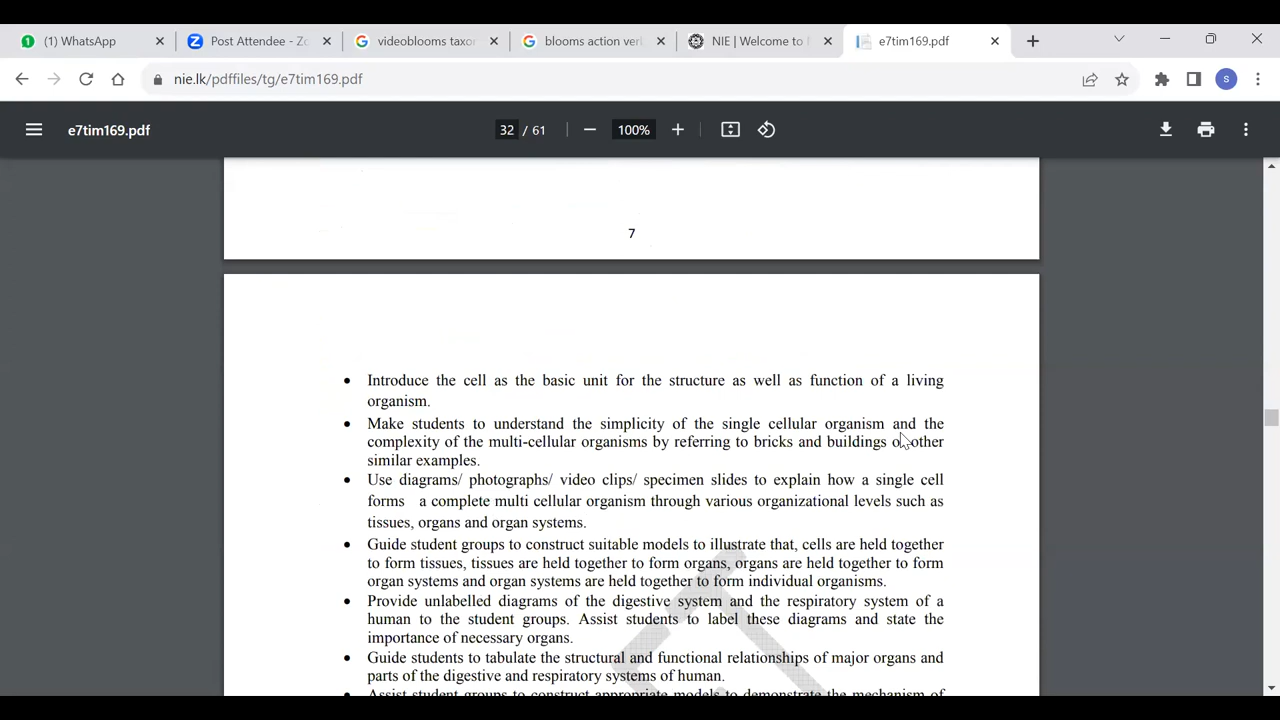 (1) WhatsApp
Post Attendee - Zo
videoblooms taxon
blooms action verb
NIE | Welcome to
e7tim169.pdf
nie.lk/pdffiles/tg/e7tim169.pdf
S
e7tim169.pdf
32 / 61
100%
7
• Introduce the cell as the basic unit for the structure as well as function of a living
organism.
• Make students to understand the simplicity of the single cellular organism and the
complexity of the multi-cellular organisms by referring to bricks and buildings other
similar examples.
• Use diagrams/ photographs/ video clips/ specimen slides to explain how a single cell
forms a complete multi cellular organism through various organizational levels such as
tissues, organs and organ systems.
• Guide student groups to construct suitable models to illustrate that, cells are held together
to form tissues, tissues are held together to form organs, organs are held together to form
organ systems and organ systems are held together to form individual organisms.
• Provide unlabelled diagrams of the digestive system and the respiratory system of a
human to the student groups. Assist students to label these diagrams and state the
importance of necessary organs.
• Guide students to tabulate the structural and functional relationships of major organs and
parts of the digestive and respiratory systems of human.
• Assist student groups to construct appropriate models to demonstrate the mechanism of